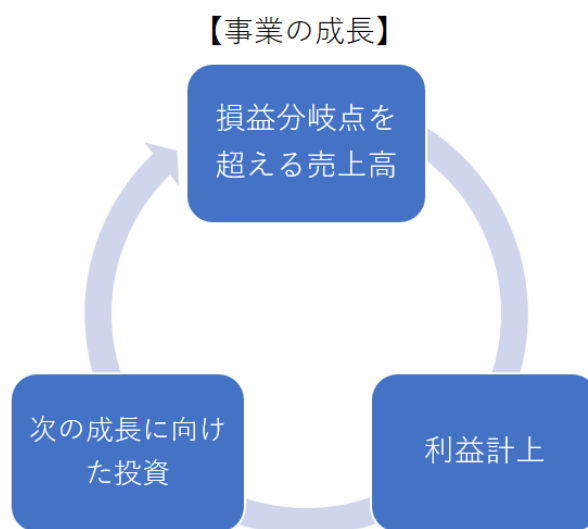 【事業の成長】
損益分岐点を
超える売上高
次の成長に向け
た投資
利益計上